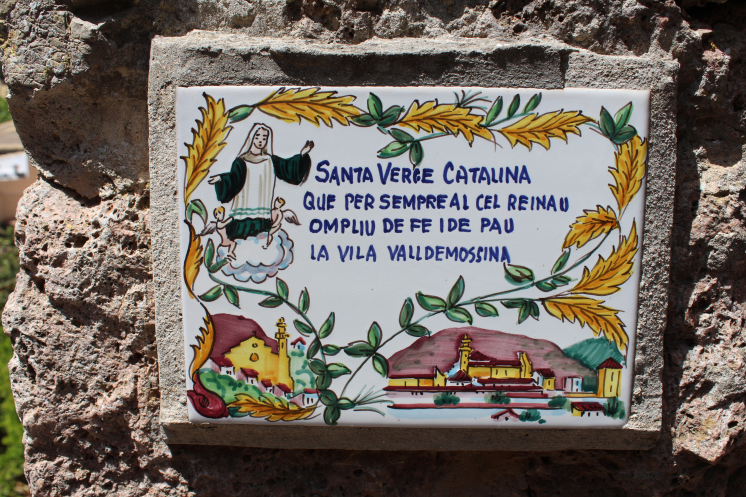 SANTA VERGE CATALINA
QUE PER SEMPRE AL CEL REINAU
OMPLIU DE FE I DE PAU
LA VILA VALLDEMOSSINA